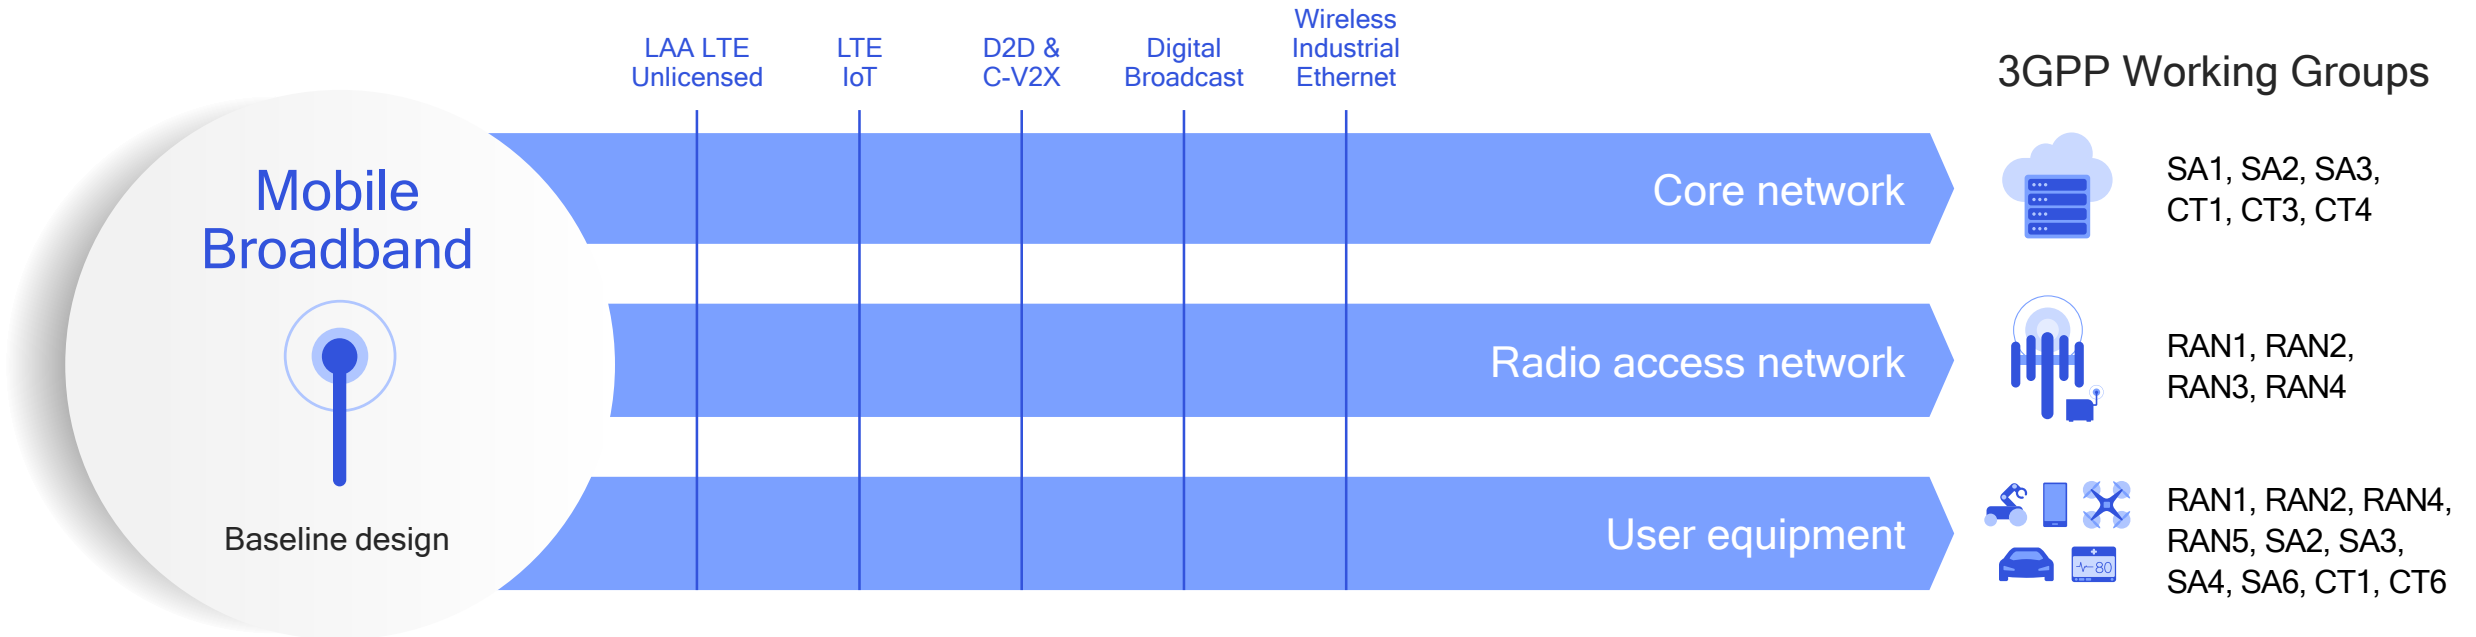 Mobile
Broadband
Baseline design
LAA LTE
Unlicensed
LTE
IoT
D2D &
C-V2X
Digital
Broadcast
Wireless
Industrial
Ethernet
3GPP Working Groups
Core network
SA1, SA2, SA3,
CT1, CT3, CT4
Radio access network
RAN1, RAN2,
RAN3, RAN4
User equipment
80
RAN1, RAN2, RAN4,
RAN5, SA2, SA3,
SA4, SA6, CT1, CT6